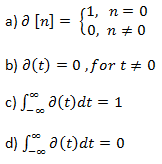 a) ∂ [n] = {1, n = 0
0, n ≠ 0
b) ∂(t) = 0 , for t ≠ 0
c) ∫_{-∞}^{∞} ∂(t)dt = 1
d) ∫_{-∞}^{∞} ∂(t)dt = 0